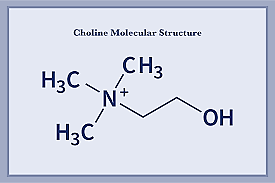 Choline Molecular Structure
H₃C
CH₃
N⁺
OH
H₃C